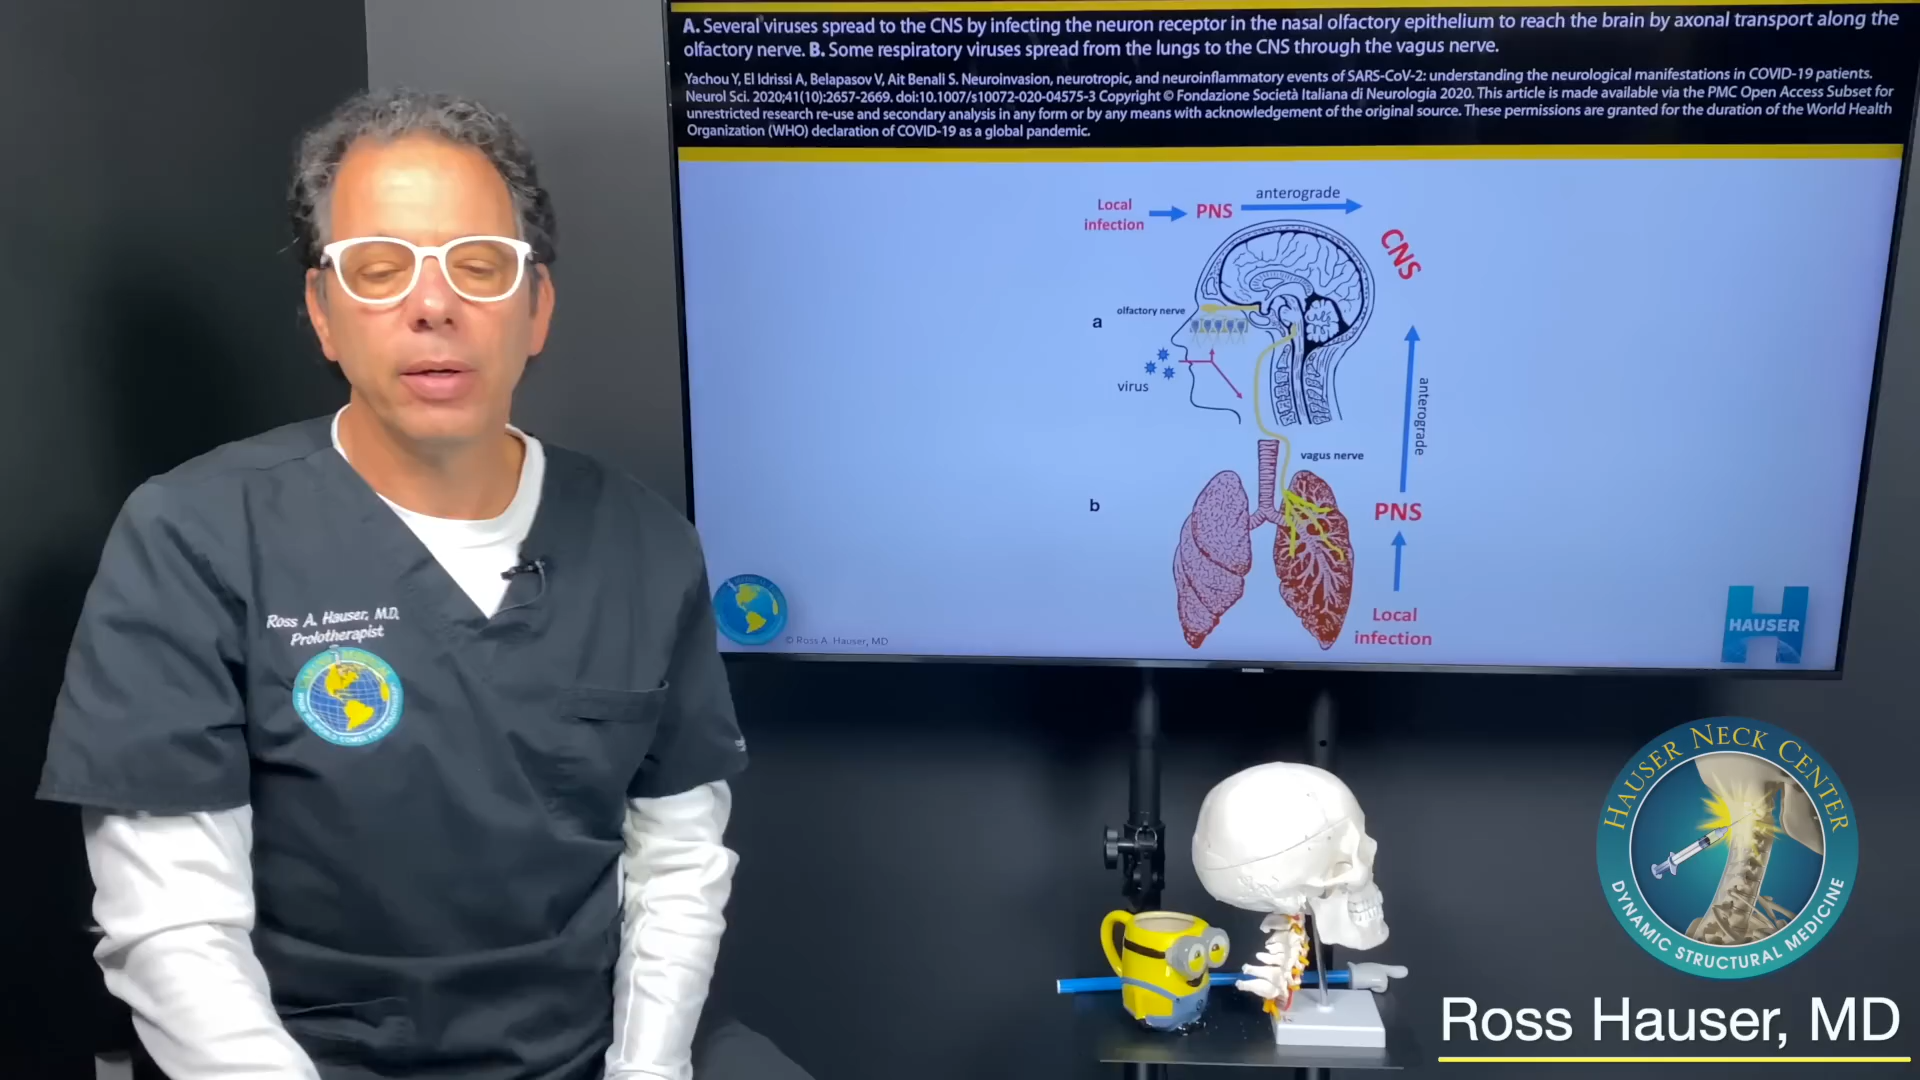 A. Several viruses spread to the CNS by infecting the neuron receptor in the nasal olfactory epithelium to reach the brain by axonal transport along the
olfactory nerve. B. Some respiratory viruses spread from the lungs to the CNS through the vagus nerve.
Yachou Y, El Idrissi A, Belapasov V, Ait Benali S. Neuroinvasion, neurotropic, and neuroinflammatory events of SARS-CoV-2: understanding the neurological manifestations in COVID-19 patients.
Neurol Sci. 2020;41(10):2657-2669. doi:10.1007/s10072-020-04575-3 Copyright © Fondazione Società Italiana di Neurologia 2020. This article is made available via the PMC Open Access Subset for
unrestricted research re-use and secondary analysis in any form or by any means with acknowledgement of the original source. These permissions are granted for the duration of the World Health
Organization (WHO) declaration of COVID-19 as a global pandemic.
Local
infection
PNS
anterograde
CNS
olfactory nerve
a
virus
anterograde
vagus nerve
b
PNS
Local
infection
© Ross A. Hauser, MD
HAUSER
Ross A. Hauser, M.D.
Prolotherapist
HAUSER NECK CENTER
DYNAMIC STRUCTURAL MEDICINE
Ross Hauser, MD